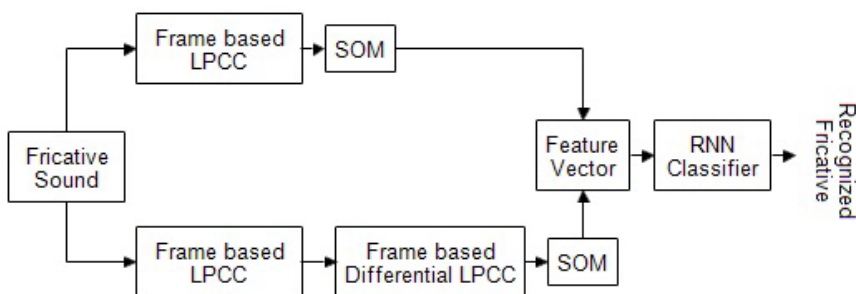 Frame based
LPCC
SOM
Fricative
Sound
Feature
Vector
RNN
Classifier
Recognized
Fricative
Frame based
LPCC
Frame based
Differential LPCC
SOM